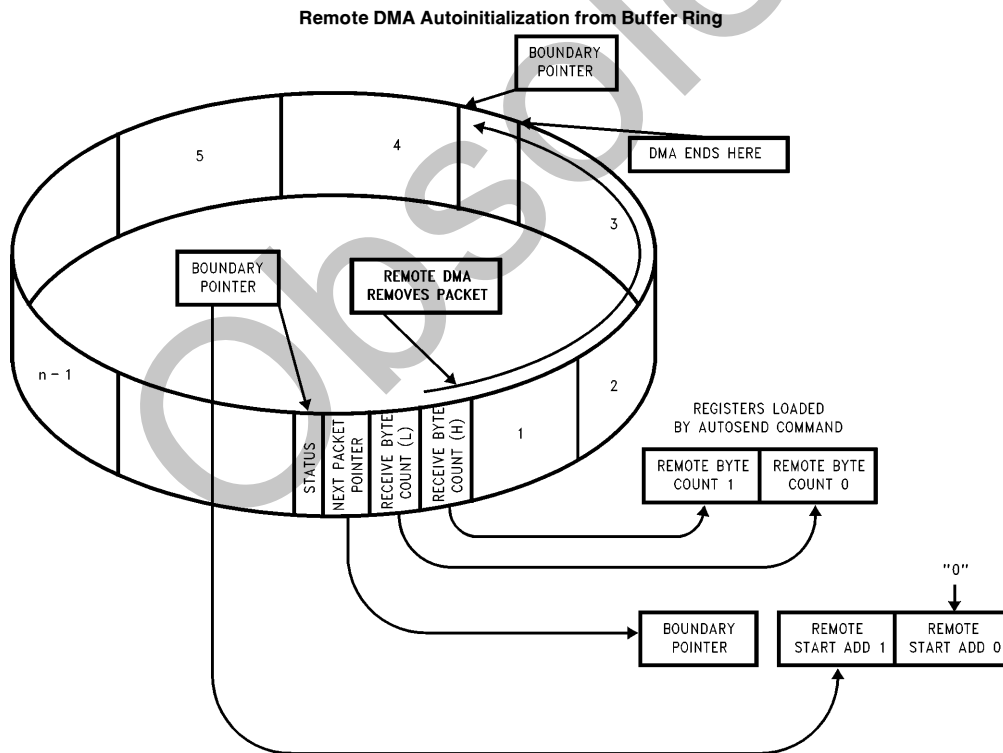 Remote DMA Autoinitialization from Buffer Ring
BOUNDARY
POINTER
DMA ENDS HERE
5
4
3
BOUNDARY
POINTER
REMOTE DMA
REMOVES PACKET
n - 1
2
1
STATUS
NEXT PACKET
POINTER
RECEIVE BYTE
COUNT (L)
RECEIVE BYTE
COUNT (H)
REGISTERS LOADED
BY AUTOSEND COMMAND
REMOTE BYTE
COUNT 1
REMOTE BYTE
COUNT 0
"0"
BOUNDARY
POINTER
REMOTE
START ADD 1
REMOTE
START ADD 0
Obsol